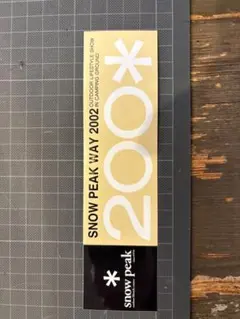 SNOW PEAK WAY 2002
OUTDOOR LIFESTYLE SHOW
IN CAMPING GROUND
200*
snow peak